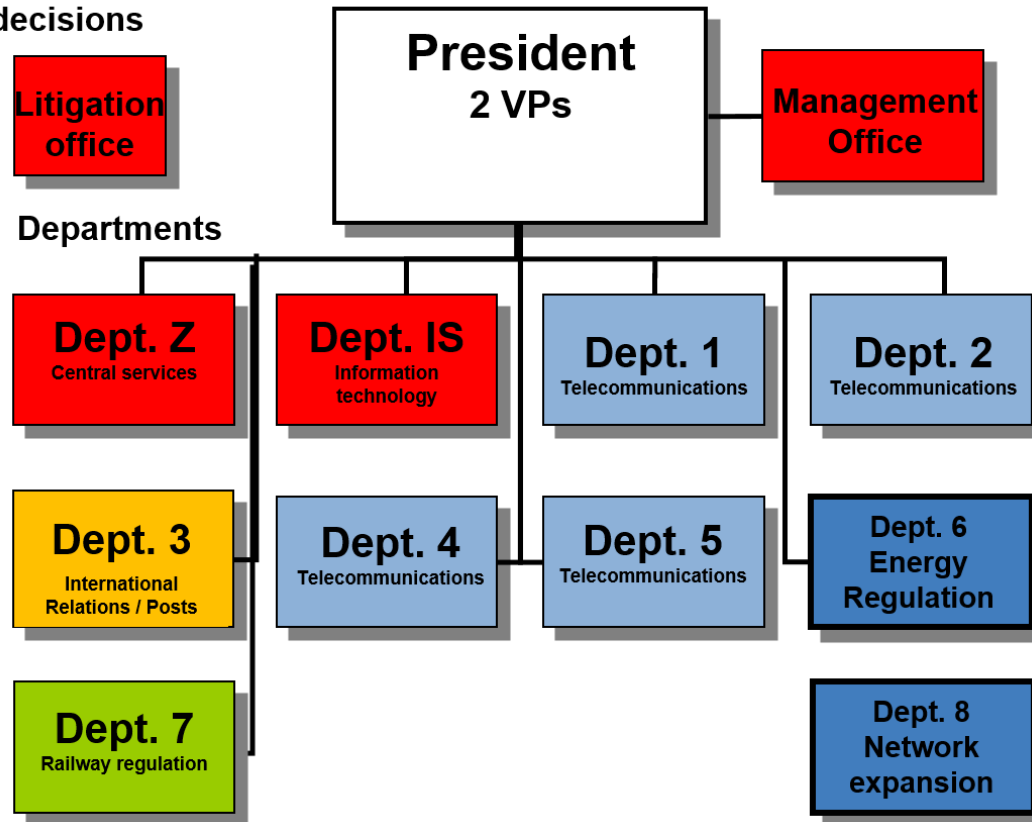 decisions
President
2 VPs
Litigation
office
Management
Office
Departments
Dept. Z
Central services
Dept. IS
Information
technology
Dept. 1
Telecommunications
Dept. 2
Telecommunications
Dept. 3
International
Relations / Posts
Dept. 4
Telecommunications
Dept. 5
Telecommunications
Dept. 6
Energy
Regulation
Dept. 7
Railway regulation
Dept. 8
Network
expansion